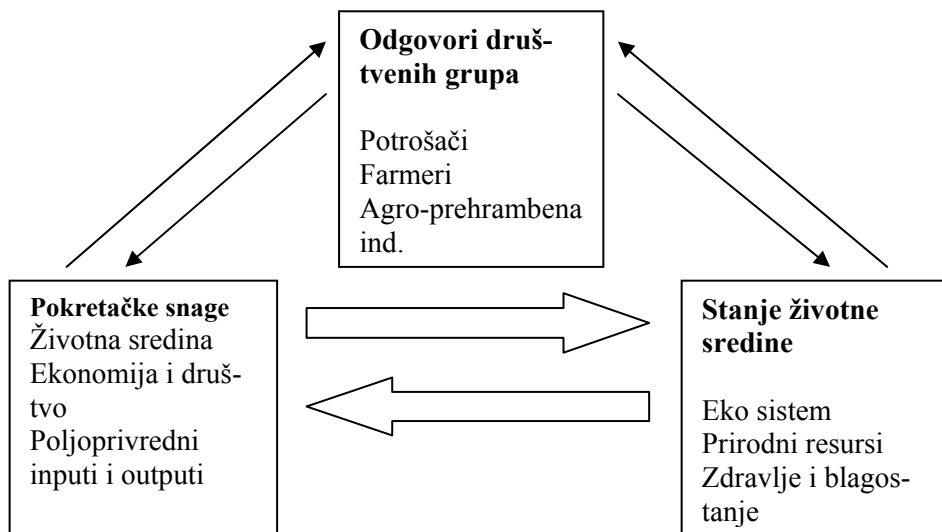 Odgovori druš-
tvenih grupa
Potrošači
Farmeri
Agro-prehrambena
ind.
Pokretačke snage
Životna sredina
Ekonomija i druš-
tvo
Poljoprivredni
inputi i outputi
Stanje životne
sredine
Eko sistem
Prirodni resursi
Zdravlje i blagos-
tanje